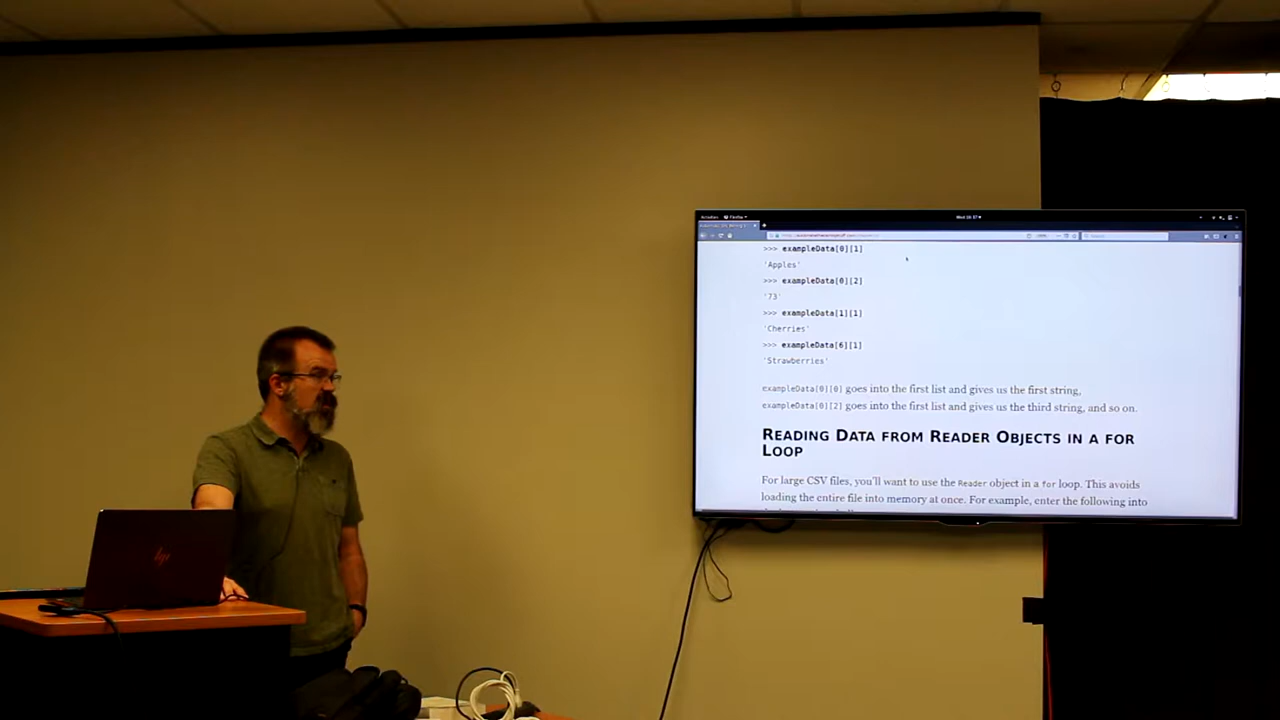 Activities Firefox
>>> exampleData[0][1]
'Apples'
>>> exampleData[0][2]
'73'
>>> exampleData[1][1]
'Cherries'
>>> exampleData[6][1]
'Strawberries'
exampleData[0][0] goes into the first list and gives us the first string,
exampleData[0][2] goes into the first list and gives us the third string, and so on.
READING DATA FROM READER OBJECTS IN A FOR
LOOP
For large CSV files, you'll want to use the Reader object in a for loop. This avoids
loading the entire file into memory at once. For example, enter the following into
hp